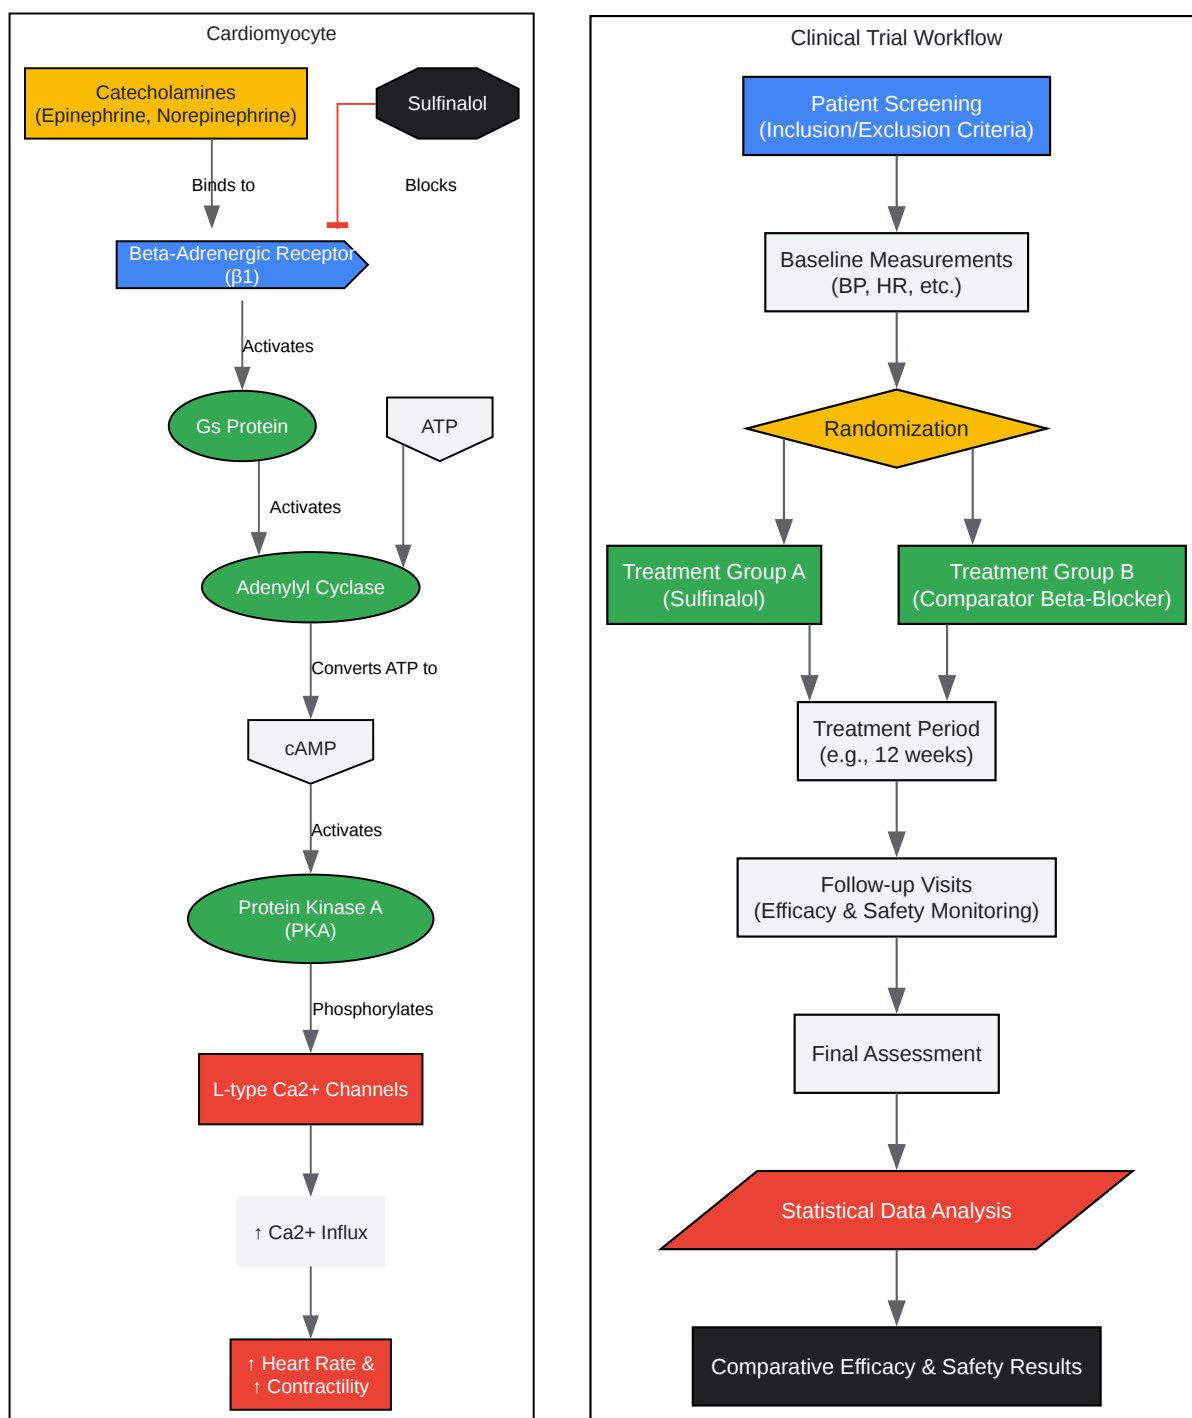 Cardiomyocyte
Catecholamines
(Epinephrine, Norepinephrine)
Sulfinalol
Binds to
Blocks
Beta-Adrenergic Receptor
(β1)
Activates
Gs Protein
ATP
Activates
Adenylyl Cyclase
Converts ATP to
cAMP
Activates
Protein Kinase A
(PKA)
Phosphorylates
L-type Ca2+ Channels
↑ Ca2+ Influx
↑ Heart Rate &
↑ Contractility
Clinical Trial Workflow
Patient Screening
(Inclusion/Exclusion Criteria)
Baseline Measurements
(BP, HR, etc.)
Randomization
Treatment Group A
(Sulfinalol)
Treatment Group B
(Comparator Beta-Blocker)
Treatment Period
(e.g., 12 weeks)
Follow-up Visits
(Efficacy & Safety Monitoring)
Final Assessment
Statistical Data Analysis
Comparative Efficacy & Safety Results